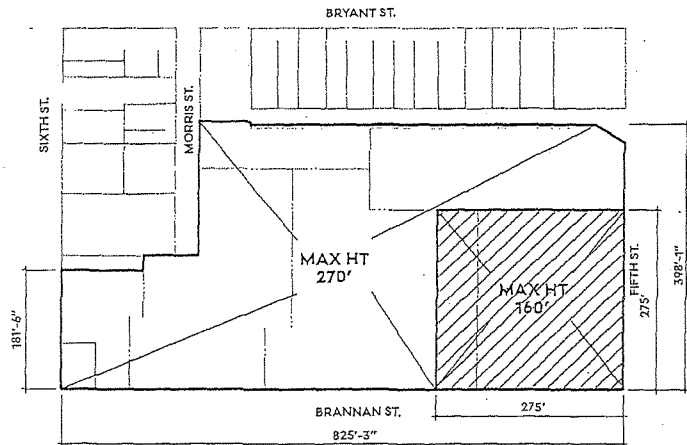 BRYANT ST.
SIXTH ST.
MORRIS ST.
MAX HT
270'
MAX HT
160'
FIFTH ST.
275'
398'-1"
181'-6"
BRANNAN ST.
275'
825'-3"